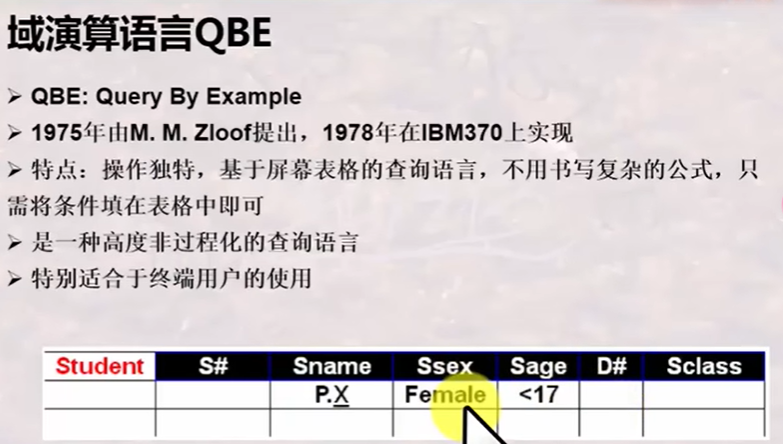 域演算语言QBE
➢ QBE: Query By Example
➢ 1975年由M. M. Zloof提出，1978年在IBM370上实现
➢ 特点：操作独特，基于屏幕表格的查询语言，不用书写复杂的公式，只
需将条件填在表格中即可
➢ 是一种高度非过程化的查询语言
➢ 特别适合于终端用户的使用
Student S# Sname Ssex Sage D# Sclass
P.X Female <17